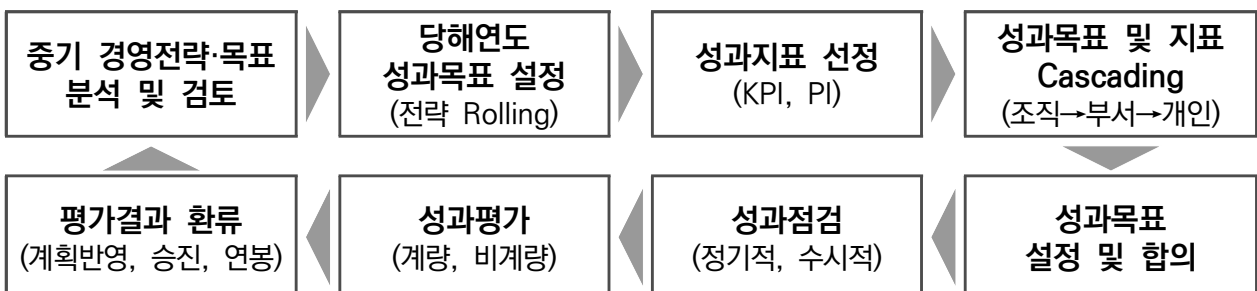 중기 경영전략·목표
분석 및 검토
당해연도
성과목표 설정
(전략 Rolling)
성과지표 선정
(KPI, PI)
성과목표 및 지표
Cascading
(조직→부서→개인)
평가결과 환류
(계획반영, 승진, 연봉)
성과평가
(계량, 비계량)
성과점검
(정기적, 수시적)
성과목표
설정 및 합의